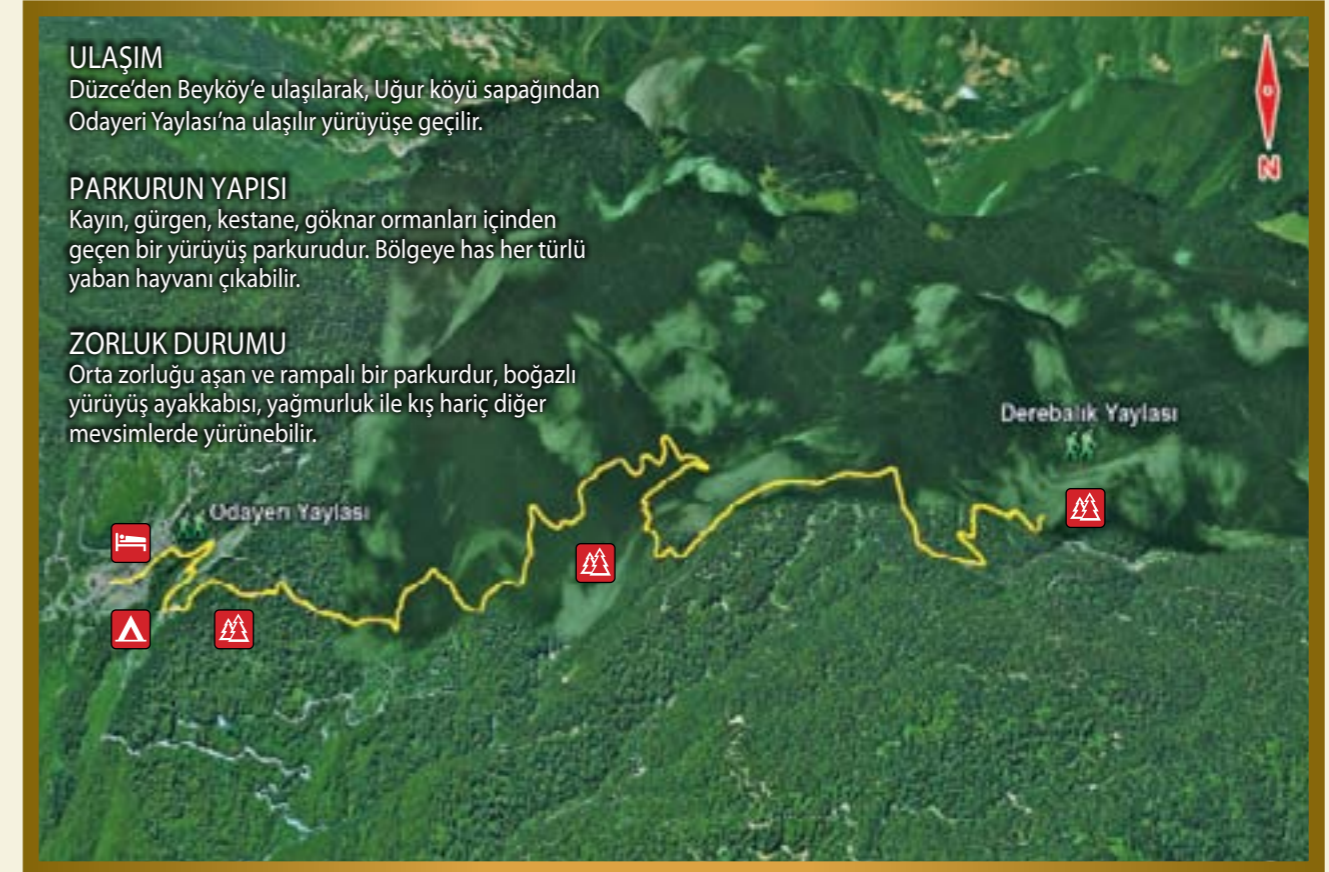 ULAŞIM
Düzce’den Beyköy’e ulaşılarak, Uğur köyü sapağından
Odayeri Yaylası’na ulaşılır yürüyüşe geçilir.
PARKURUN YAPISI
Kayın, gürgen, kestane, göknar ormanları içinden
geçen bir yürüyüş parkurudur. Bölgeye has her türlü
yaban hayvanı çıkabilir.
ZORLUK DURUMU
Orta zorluğu aşan ve rampalı bir parkurdur, boğazlı
yürüyüş ayakkabısı, yağmurluk ile kış hariç diğer
mevsimlerde yürünebilir.
N
Derebalık Yaylası
Odayeri Yaylası